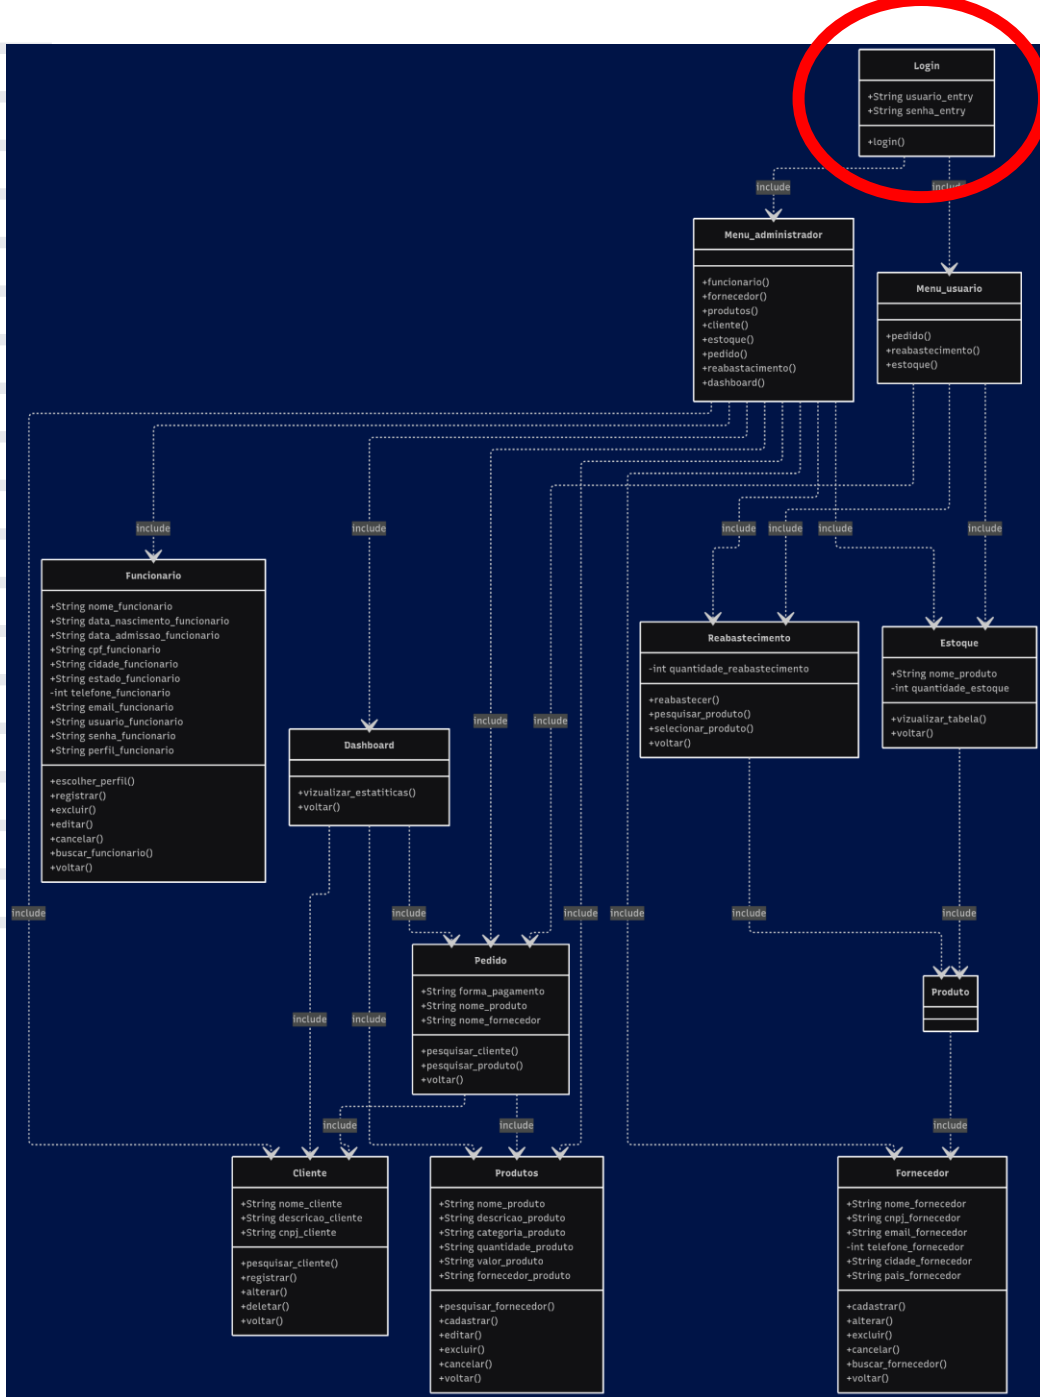 Login
+String usuario_entry
+String senha_entry
+login()
include
include
Menu_administrador
+funcionario()
+fornecedor()
+produtos()
+cliente()
+estoque()
+pedido()
+reabastacimento()
+dashboard()
Menu_usuario
+pedido()
+reabastecimento()
+estoque()
include
include
include
include
include
include
Funcionario
+String nome_funcionario
+String data_nascimento_funcionario
+String data_admissao_funcionario
+String cpf_funcionario
+String cidade_funcionario
+String estado_funcionario
-int telefone_funcionario
+String email_funcionario
+String usuario_funcionario
+String senha_funcionario
+String perfil_funcionario
+escolher_perfil()
+registrar()
+excluir()
+editar()
+cancelar()
+buscar_funcionario()
+voltar()
Reabastecimento
-int quantidade_reabastecimento
+reabastecer()
+pesquisar_produto()
+selecionar_produto()
+voltar()
Estoque
+String nome_produto
-int quantidade_estoque
+vizualizar_tabela()
+voltar()
include
include
Dashboard
+vizualizar_estatiticas()
+voltar()
include
include
include
include
include
include
Pedido
+String forma_pagamento
+String nome_produto
+String nome_fornecedor
+pesquisar_cliente()
+pesquisar_produto()
+voltar()
Produto
include
include
include
include
include
Cliente
+String nome_cliente
+String descricao_cliente
+String cnpj_cliente
+pesquisar_cliente()
+registrar()
+alterar()
+deletar()
+voltar()
Produtos
+String nome_produto
+String descricao_produto
+String categoria_produto
+String quantidade_produto
+String valor_produto
+String fornecedor_produto
+pesquisar_fornecedor()
+cadastrar()
+editar()
+excluir()
+cancelar()
+voltar()
Fornecedor
+String nome_fornecedor
+String cnpj_fornecedor
+String email_fornecedor
-int telefone_fornecedor
+String cidade_fornecedor
+String pais_fornecedor
+cadastrar()
+alterar()
+excluir()
+cancelar()
+buscar_fornecedor()
+voltar()